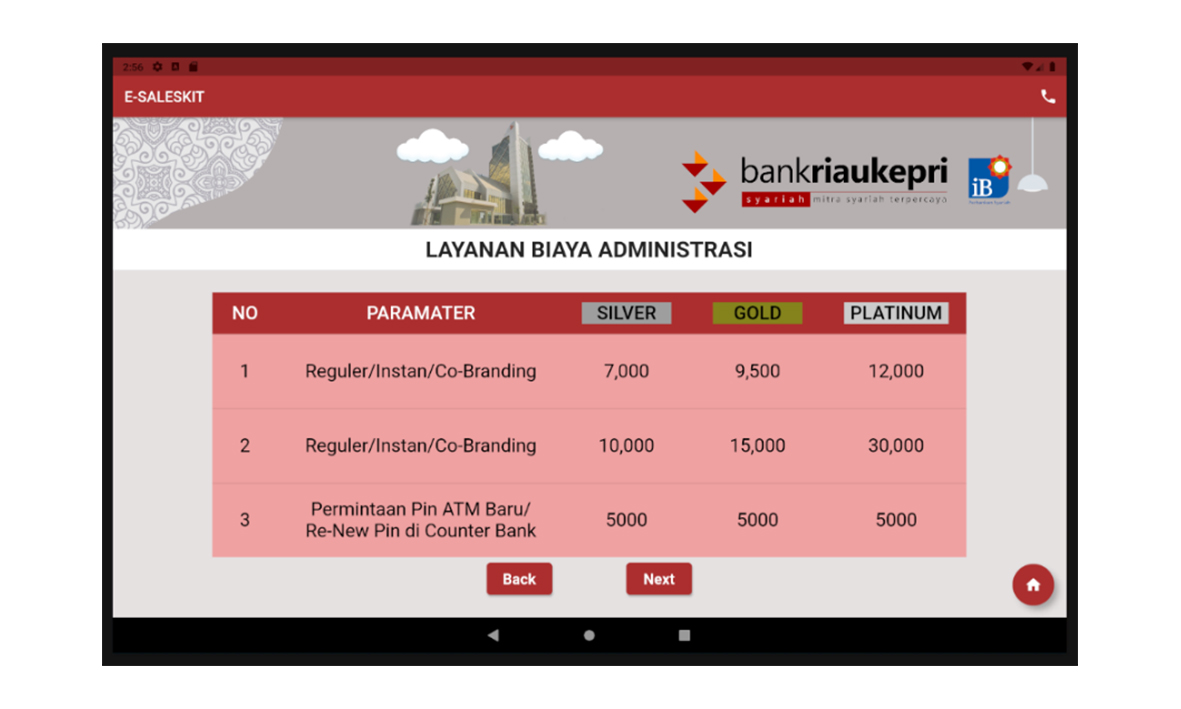 2:56
E-SALESKIT
bankriaukepri
syariah mitra syariah terpercaya
iB
LAYANAN BIAYA ADMINISTRASI
NO PARAMATER SILVER GOLD PLATINUM
1 Reguler/Instan/Co-Branding 7,000 9,500 12,000
2 Reguler/Instan/Co-Branding 10,000 15,000 30,000
Permintaan Pin ATM Baru/
3 Re-New Pin di Counter Bank 5000 5000 5000
Back Next